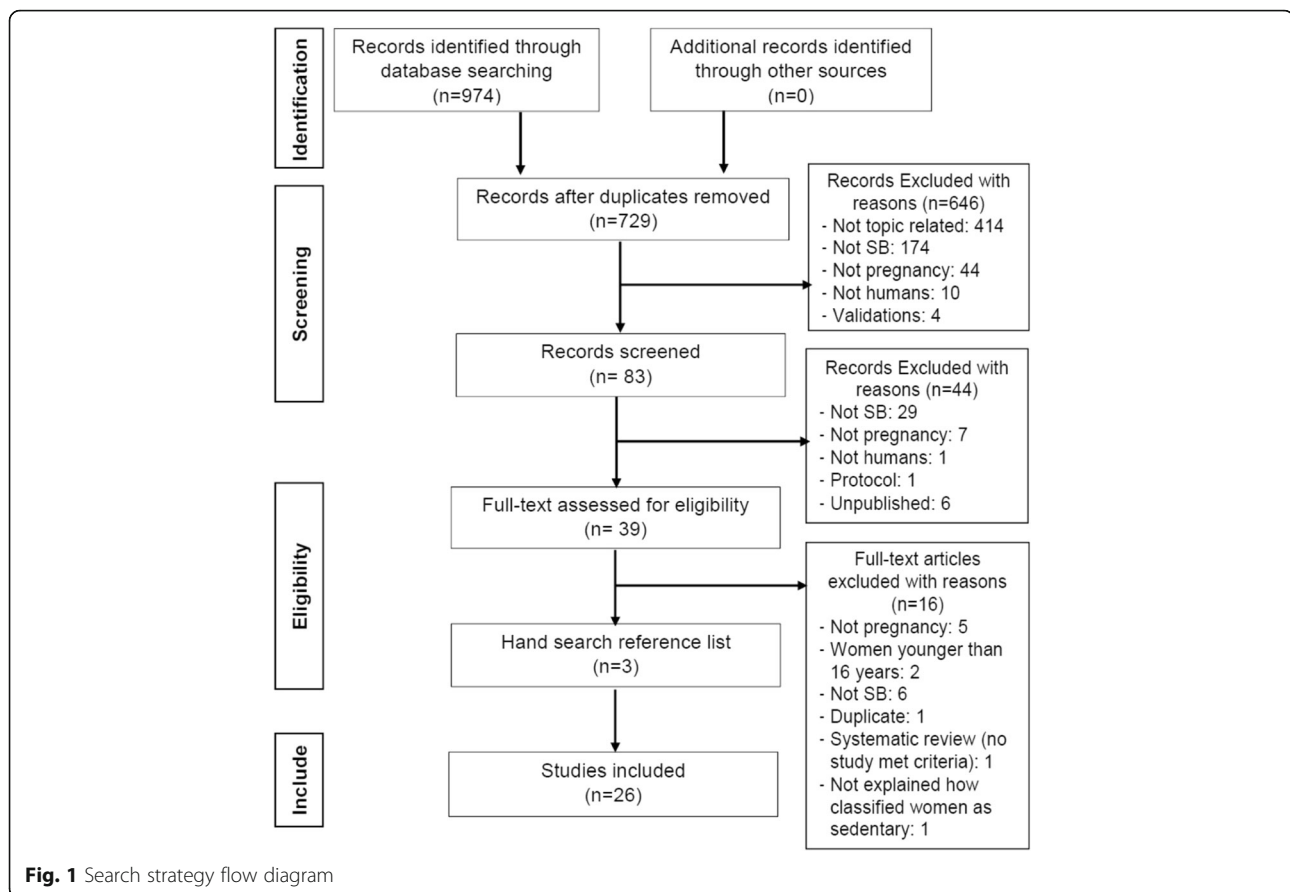 Identification
Records identified through
database searching
(n=974)
Additional records identified
through other sources
(n=0)
Screening
Records after duplicates removed
(n=729)
Records Excluded with
reasons (n=646)
- Not topic related: 414
- Not SB: 174
- Not pregnancy: 44
- Not humans: 10
- Validations: 4
Records screened
(n= 83)
Records Excluded with
reasons (n=44)
- Not SB: 29
- Not pregnancy: 7
- Not humans: 1
- Protocol: 1
- Unpublished: 6
Eligibility
Full-text assessed for eligibility
(n= 39)
Full-text articles
excluded with reasons
(n=16)
- Not pregnancy: 5
- Women younger than
16 years: 2
- Not SB: 6
- Duplicate: 1
- Systematic review (no
study met criteria): 1
- Not explained how
classified women as
sedentary: 1
Hand search reference list
(n=3)
Include
Studies included
(n=26)
Fig. 1 Search strategy flow diagram